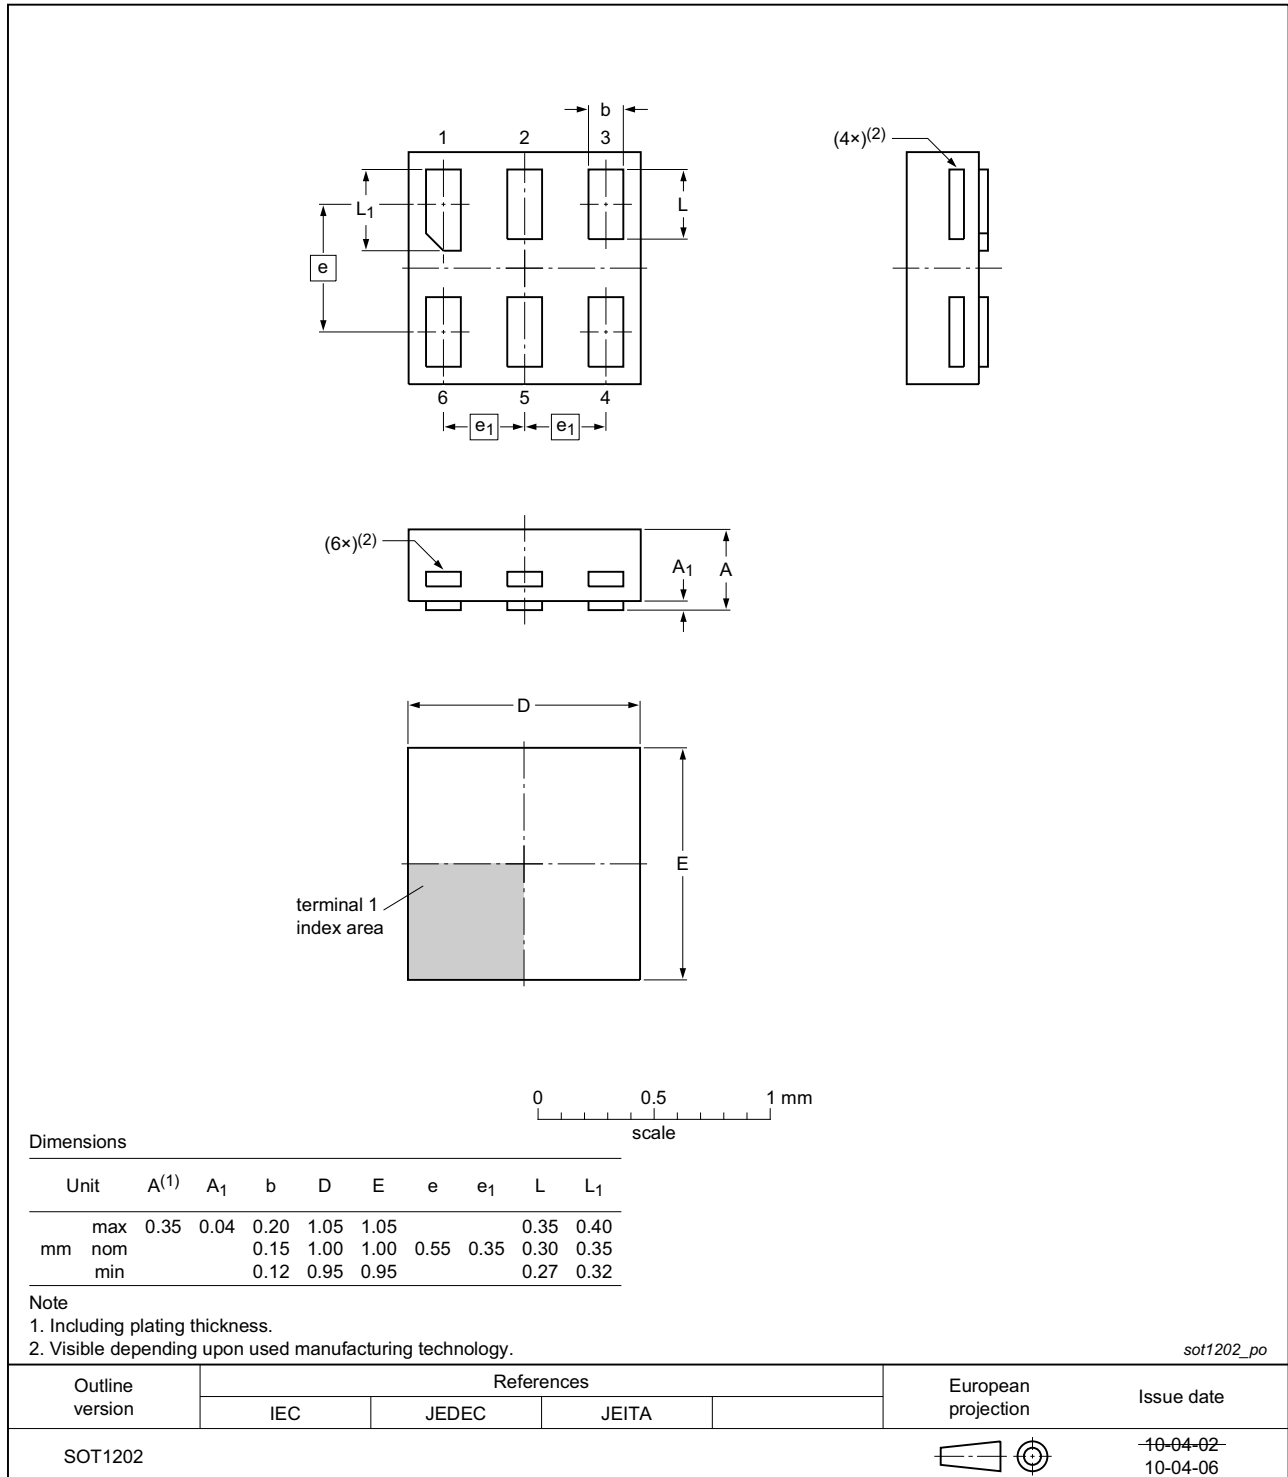 b
1 2 3
(4×)(2)
L1
L
e
6 5 4
e1 e1
(6×)(2)
A1 A
D
E
terminal 1
index area
0 0.5 1 mm
scale
Dimensions
Unit A(1) A1 b D E e e1 L L1
max 0.35 0.04 0.20 1.05 1.05 0.35 0.40
mm nom 0.15 1.00 1.00 0.55 0.35 0.30 0.35
min 0.12 0.95 0.95 0.27 0.32
Note
1. Including plating thickness.
2. Visible depending upon used manufacturing technology.
sot1202_po
Outline
version
References
IEC JEDEC JEITA
European
projection
Issue date
SOT1202
10-04-02
10-04-06